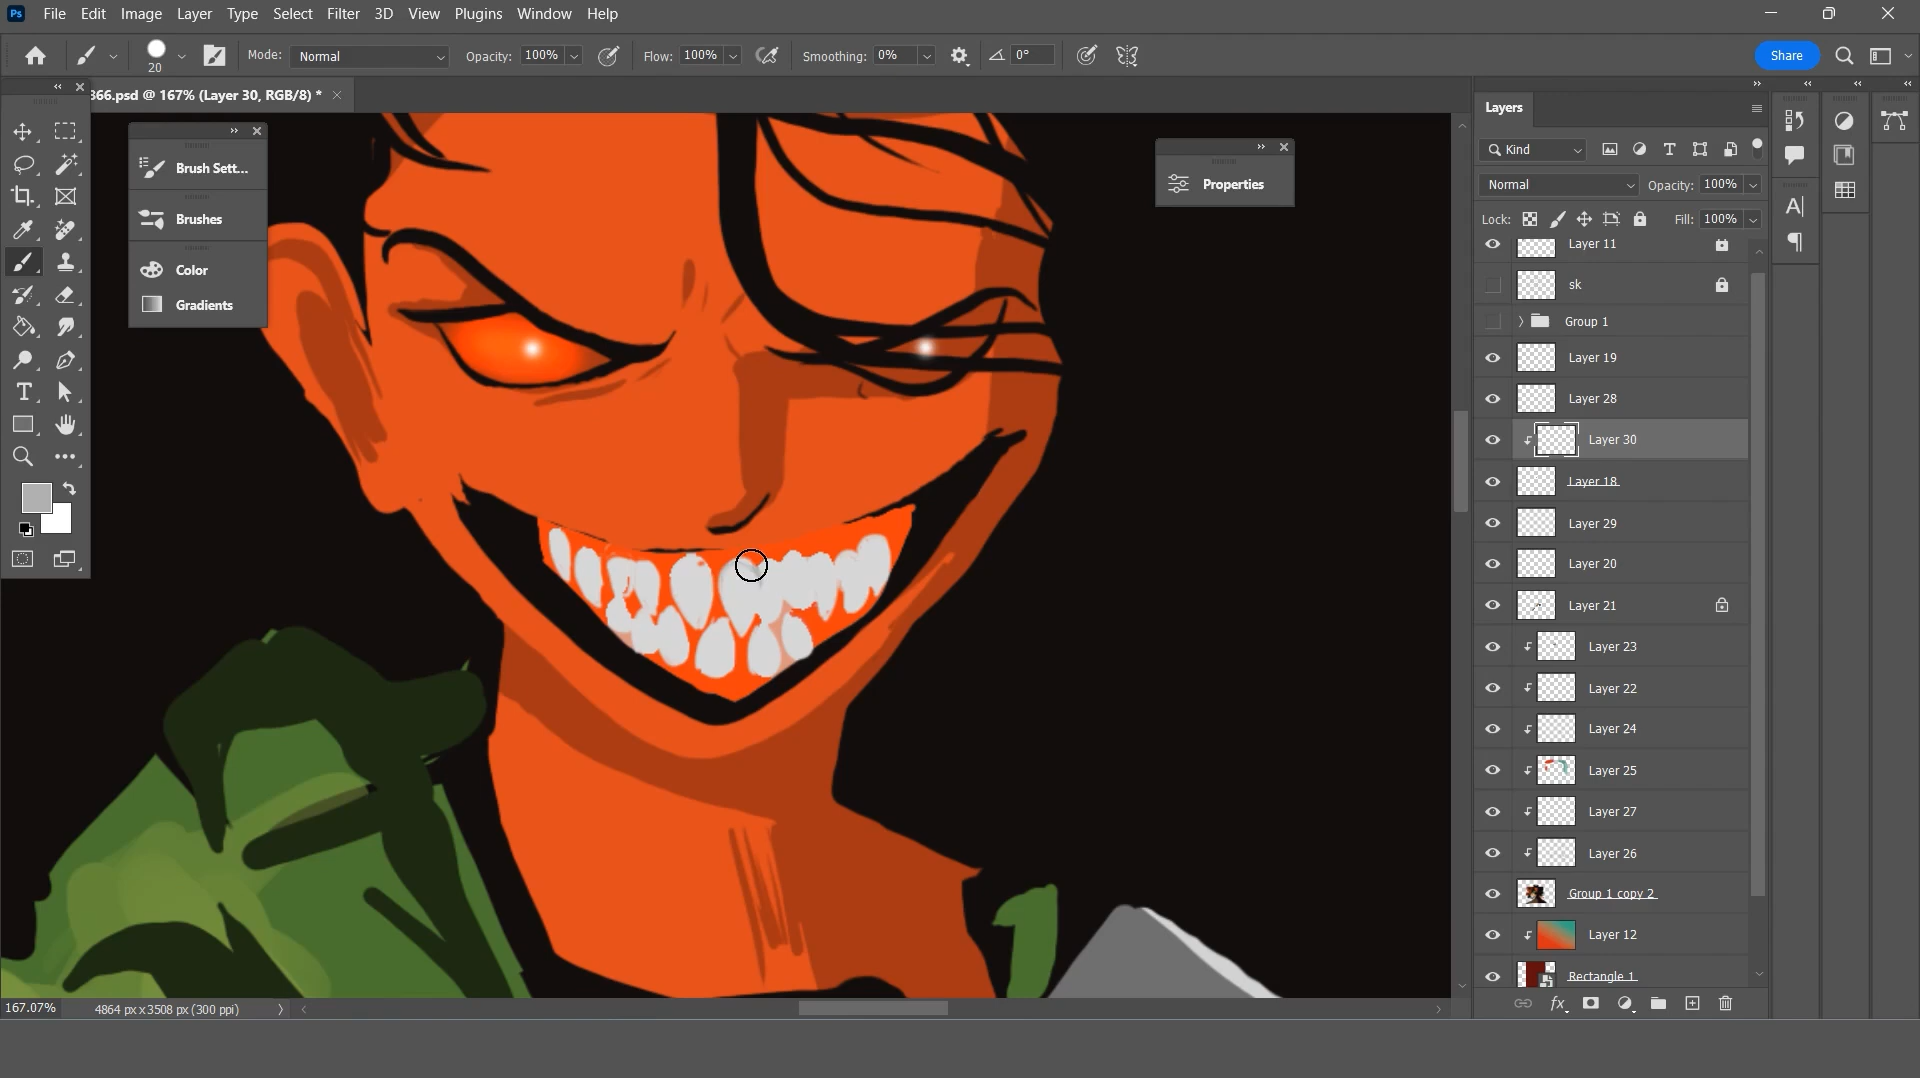 Ps File Edit Image Layer Type Select Filter 3D View Plugins Window Help
20 Mode: Normal Opacity: 100% Flow: 100% Smoothing: 0% 0° Share
366.psd @ 167% (Layer 30, RGB/8) *
Layers
Brush Sett...
Brushes
Color
Gradients
Properties
Kind
Normal Opacity: 100%
Lock: Fill: 100%
Layer 11
sk
Group 1
Layer 19
Layer 28
Layer 30
Layer 18
Layer 29
Layer 20
Layer 21
Layer 23
Layer 22
Layer 24
Layer 25
Layer 27
Layer 26
Group 1 copy 2
Layer 12
Rectangle 1
fx
167.07% 4864 px x 3508 px (300 ppi)